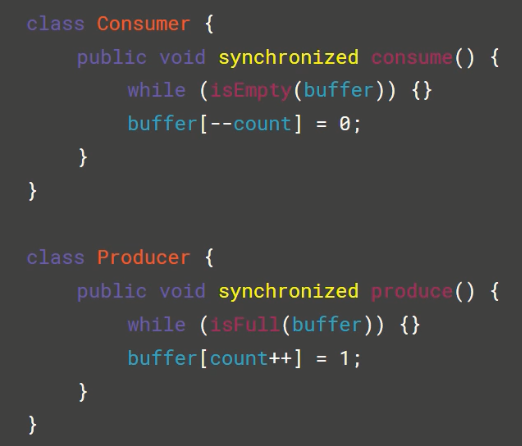 class Consumer {
public void synchronized consume() {
while (isEmpty(buffer)) {}
buffer[--count] = 0;
}
}
class Producer {
public void synchronized produce() {
while (isFull(buffer)) {}
buffer[count++] = 1;
}
}